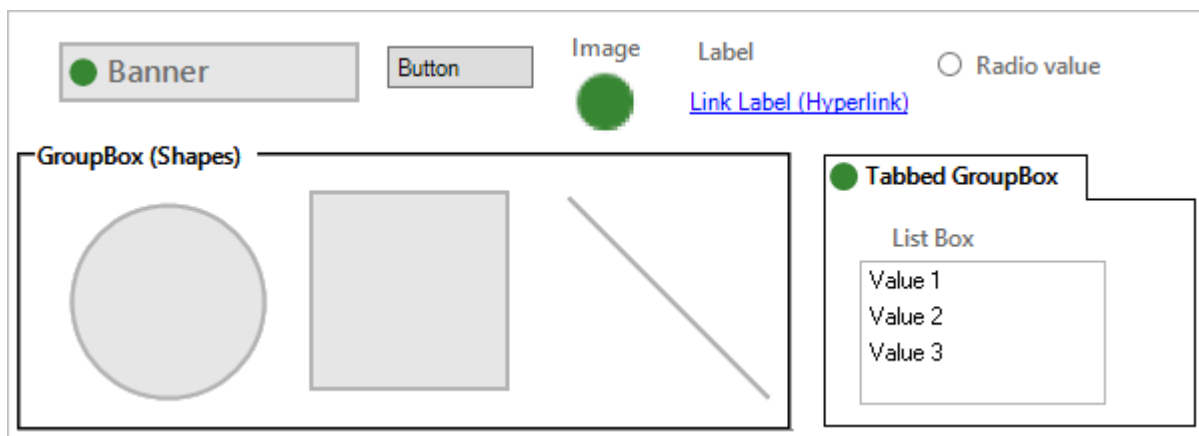 Banner
Button
Image
Label
Radio value
Link Label (Hyperlink)
GroupBox (Shapes)
Tabbed GroupBox
List Box
Value 1
Value 2
Value 3